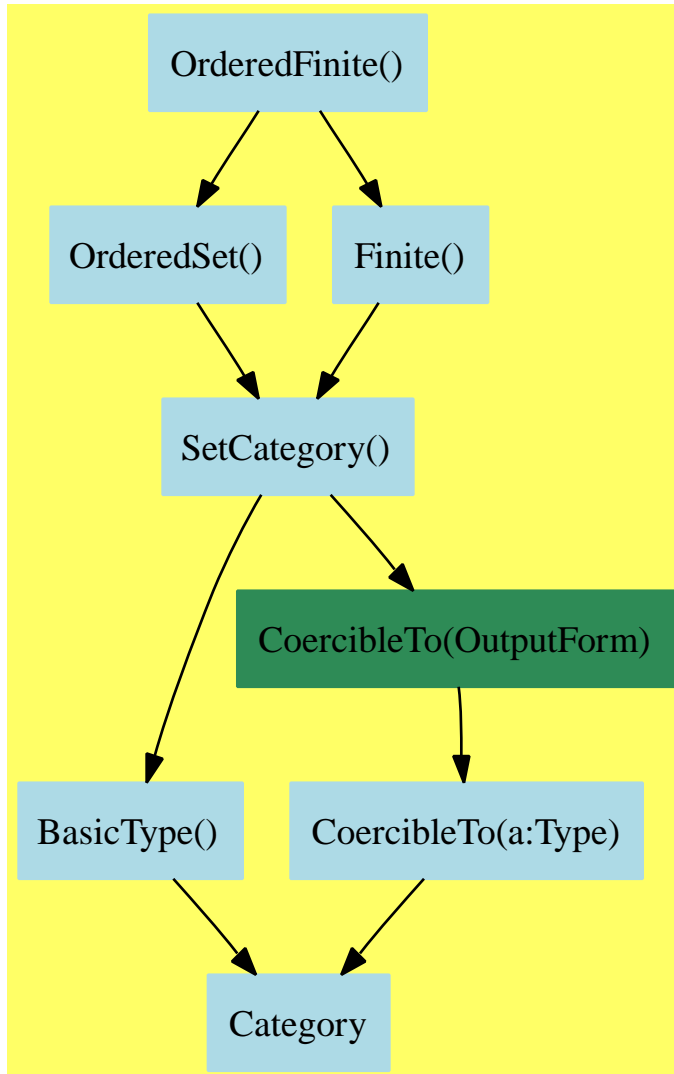 OrderedFinite()
OrderedSet()
Finite()
SetCategory()
CoercibleTo(OutputForm)
BasicType()
CoercibleTo(a:Type)
Category